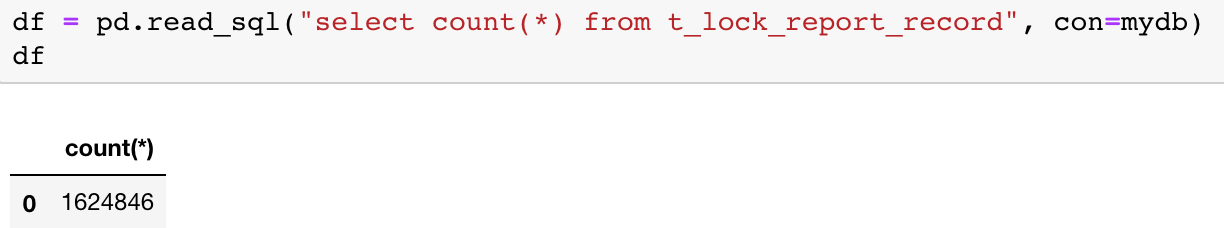 df = pd.read_sql("select count(*) from t_lock_report_record", con=mydb)
df
count(*)
0 1624846